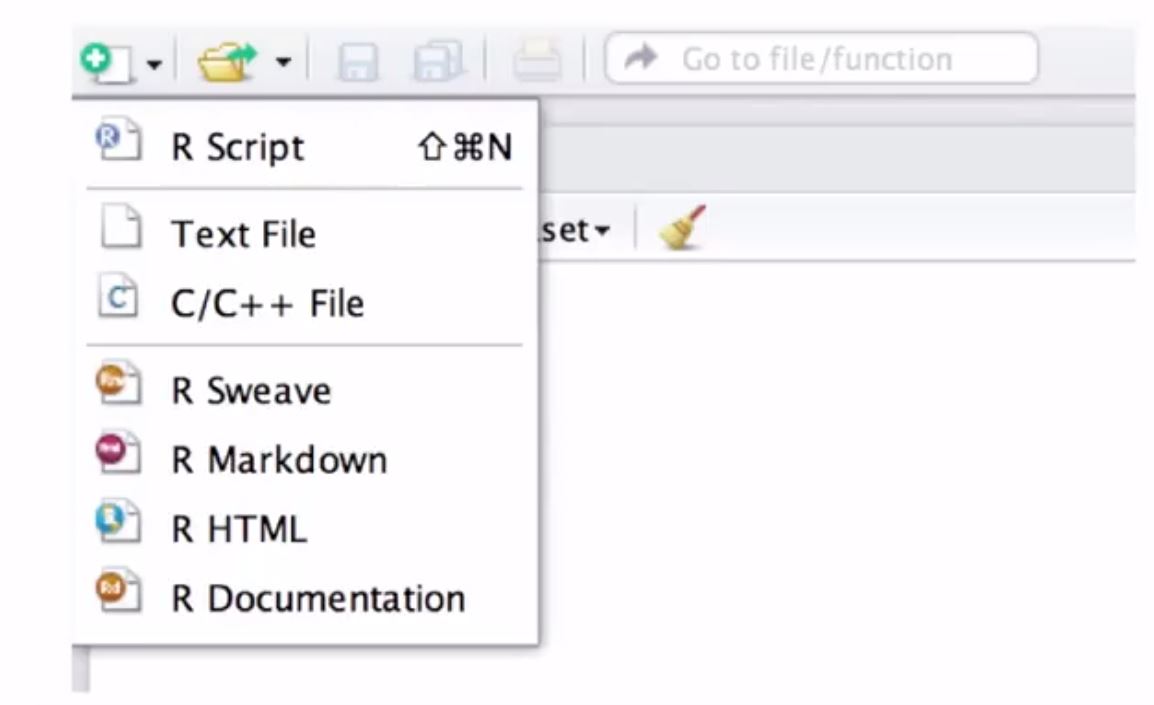 Go to file/function
R Script ⇧⌘N
Text File
set
C/C++ File
R Sweave
R Markdown
R HTML
R Documentation